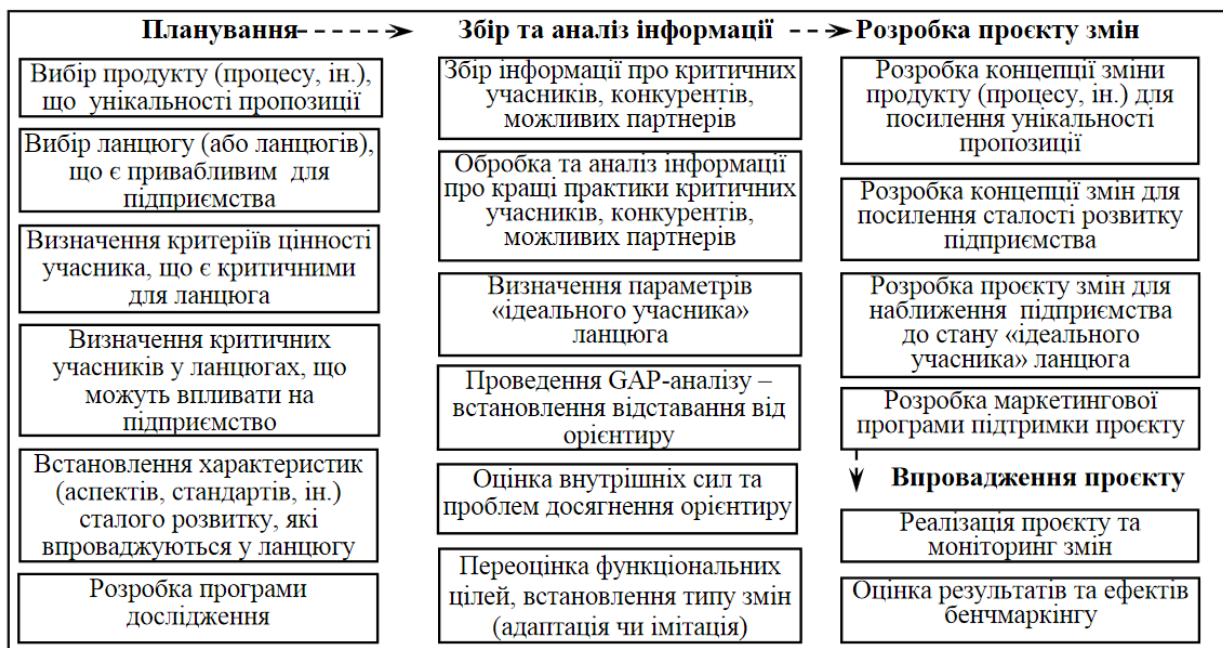 Планування
Вибір продукту (процесу, ін.),
що унікальності пропозиції
Вибір ланцюгу (або ланцюгів),
що є привабливим для
підприємства
Визначення критеріїв цінності
учасника, що є критичними
для ланцюга
Визначення критичних
учасників у ланцюгах, що
можуть впливати на
підприємство
Встановлення характеристик
(аспектів, стандартів, ін.)
сталого розвитку, які
впроваджуються у ланцюгу
Розробка програми
дослідження
Збір та аналіз інформації
Збір інформації про критичних
учасників, конкурентів,
можливих партнерів
Обробка та аналіз інформації
про кращі практики критичних
учасників, конкурентів,
можливих партнерів
Визначення параметрів
«ідеального учасника»
ланцюга
Проведення GAP-аналізу –
встановлення відставання від
орієнтиру
Оцінка внутрішніх сил та
проблем досягнення орієнтиру
Переоцінка функціональних
цілей, встановлення типу змін
(адаптація чи імітація)
Розробка проєкту змін
Розробка концепції зміни
продукту (процесу, ін.) для
посилення унікальності
пропозиції
Розробка концепції змін для
посилення сталості розвитку
підприємства
Розробка проєкту змін для
наближення підприємства
до стану «ідеального
учасника» ланцюга
Розробка маркетингової
програми підтримки проєкту
Впровадження проєкту
Реалізація проєкту та
моніторинг змін
Оцінка результатів та ефектів
бенчмаркінгу